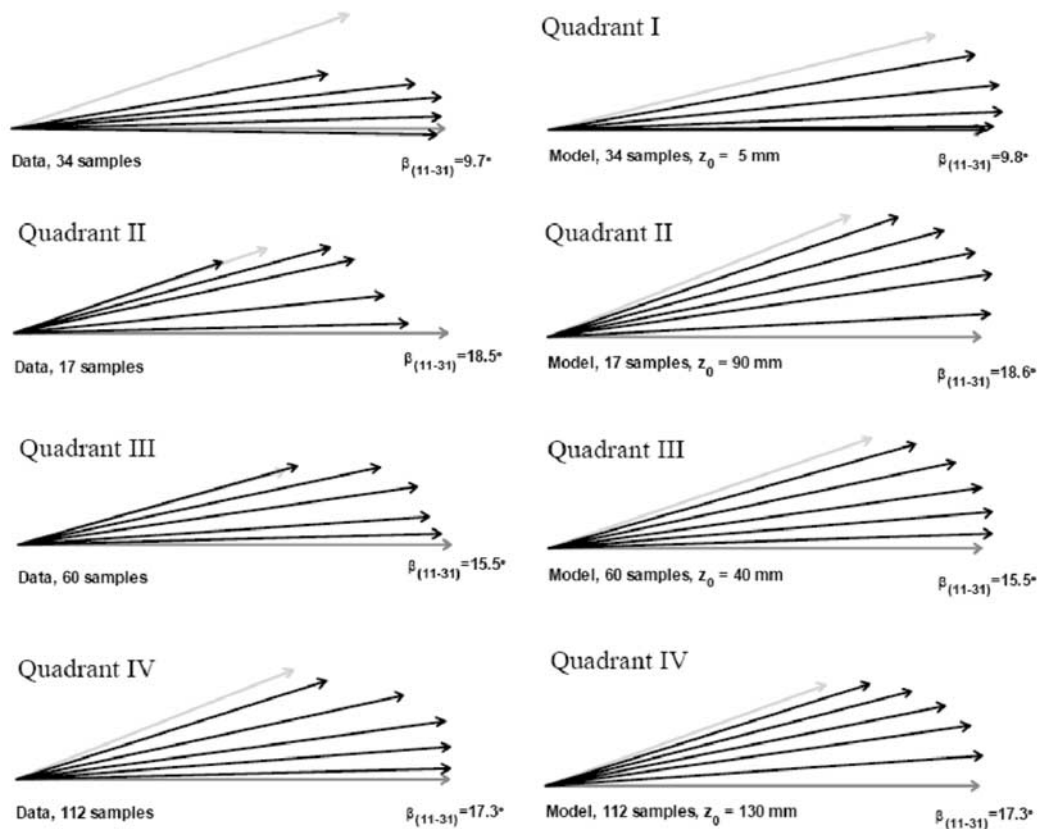 Quadrant I
Data, 34 samples
β(11-31)=9.7°
Model, 34 samples, z0 = 5 mm
β(11-31)=9.8°
Quadrant II
Quadrant II
Data, 17 samples
β(11-31)=18.5°
Model, 17 samples, z0 = 90 mm
β(11-31)=18.6°
Quadrant III
Quadrant III
Data, 60 samples
β(11-31)=15.5°
Model, 60 samples, z0 = 40 mm
β(11-31)=15.5°
Quadrant IV
Quadrant IV
Data, 112 samples
β(11-31)=17.3°
Model, 112 samples, z0 = 130 mm
β(11-31)=17.3°